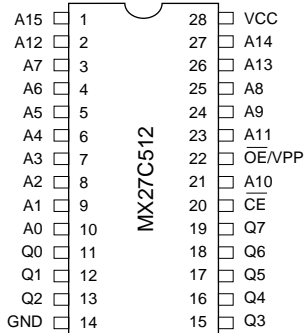 A15 1 28 VCC
A12 2 27 A14
A7 3 26 A13
A6 4 25 A8
A5 5 24 A9
A4 6 23 A11
A3 7 22 OE/VPP
A2 8 21 A10
A1 9 20 CE
A0 10 19 Q7
Q0 11 18 Q6
Q1 12 17 Q5
Q2 13 16 Q4
GND 14 15 Q3
MX27C512